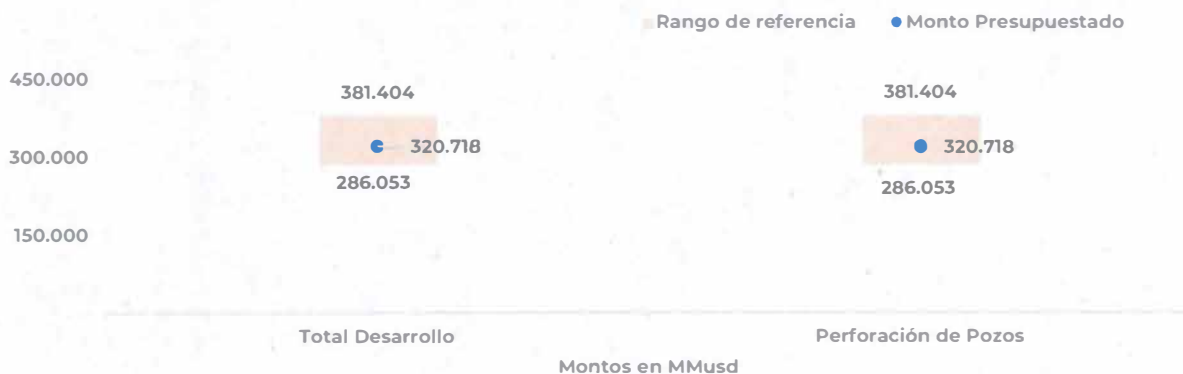 Rango de referencia Monto Presupuestado
450.000
381.404 381.404
300.000 320.718 320.718
286.053 286.053
150.000
Total Desarrollo Perforación de Pozos
Montos en MMusd